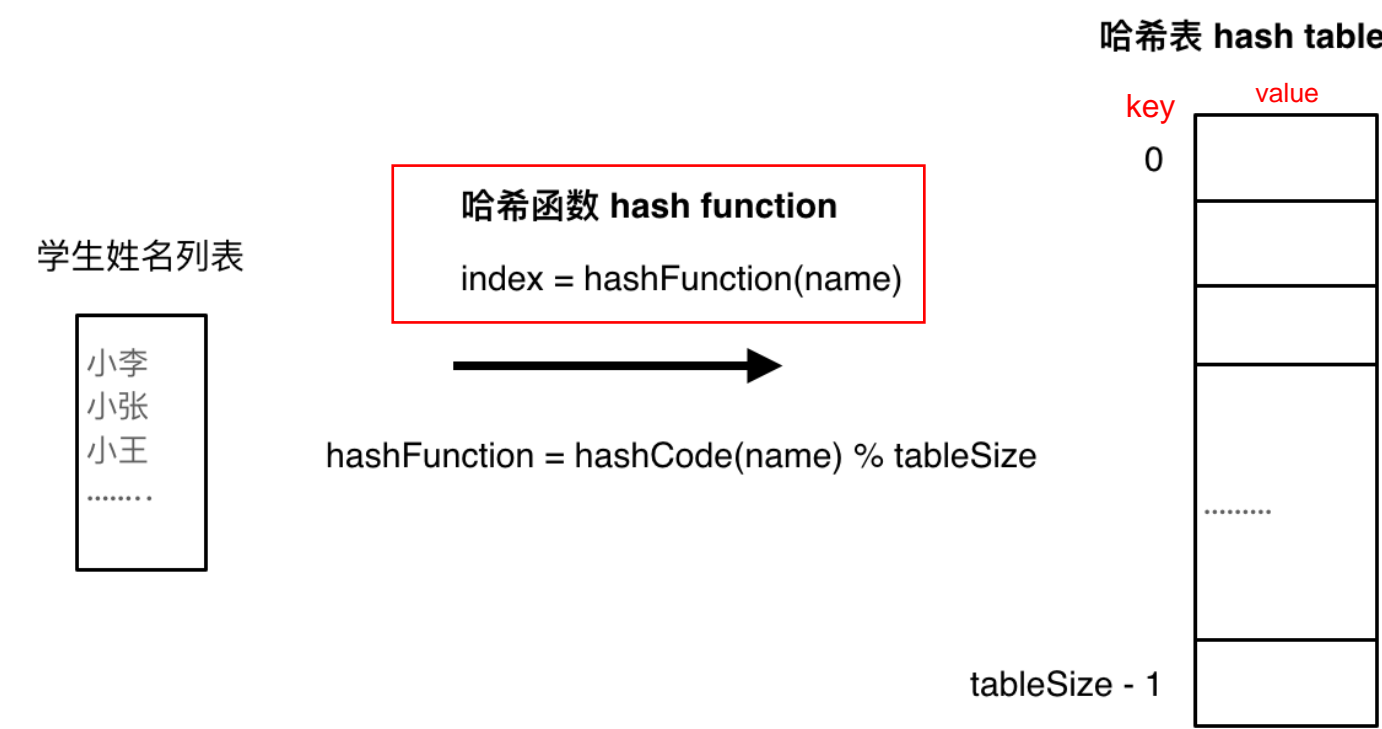 哈希表 hash table
key
value
0
哈希函数 hash function
index = hashFunction(name)
学生姓名列表
小李
小张
小王
……..
hashFunction = hashCode(name) % tableSize
………
tableSize - 1